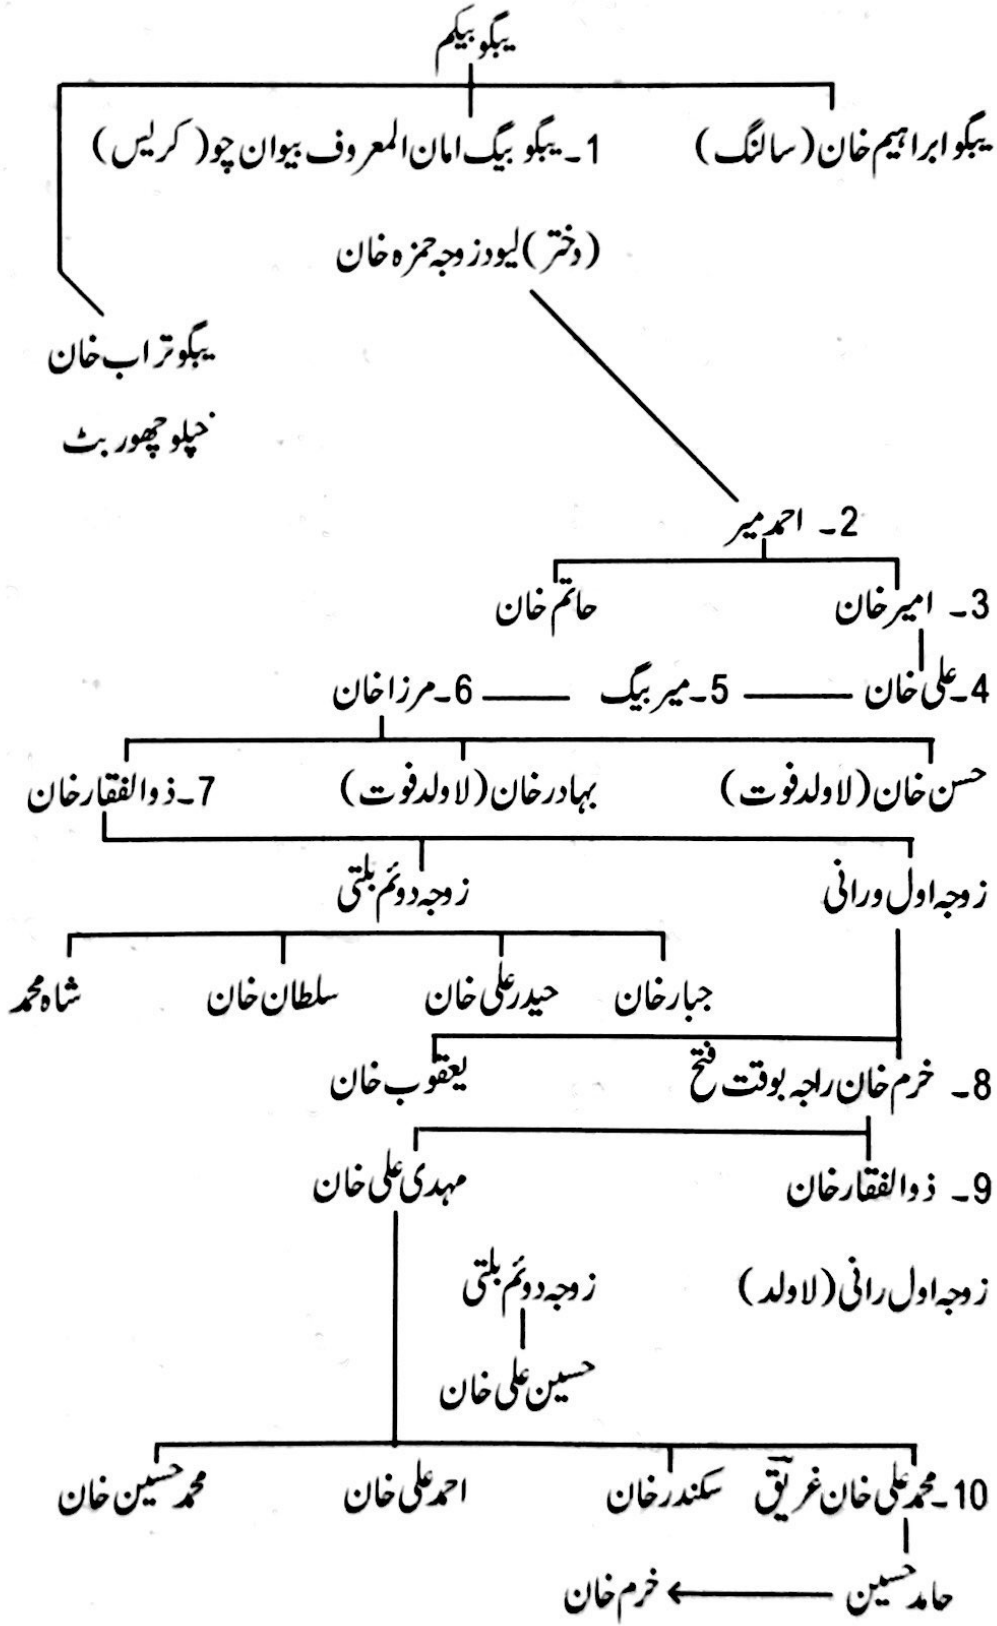 یبگو بیکم
یبگو ابراہیم خان (سالنگ)
1۔ یبگو بیگ امان المعروف بیوان چو (کریس)
(دختر) لیود زوجہ حمزہ خان
یبگو تراب خان
خپلو چھوربٹ
2۔ احمد میر
3۔ امیر خان
حاتم خان
4۔ علی خان
5۔ میر بیگ
6۔ مرزا خان
حسن خان (لاولد فوت)
بہادر خان (لاولد فوت)
7۔ ذوالفقار خان
زوجہ اول ورانی
زوجہ دوئم بلتی
جبار خان
حیدر علی خان
سلطان خان
شاہ محمد
8۔ خرم خان راجہ بوقت فتح
یعقوب خان
9۔ ذوالفقار خان
مہدی علی خان
زوجہ اول رانی (لاولد)
زوجہ دوئم بلتی
حسین علی خان
10۔ محمد علی خان غریق
سکندر خان
احمد علی خان
محمد حسین خان
حامد حسین
خرم خان